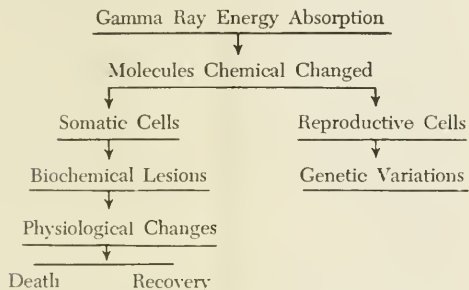 Gamma Ray Energy Absorption
Molecules Chemical Changed
Somatic Cells Reproductive Cells
Biochemical Lesions Genetic Variations
Physiological Changes
Death Recovery